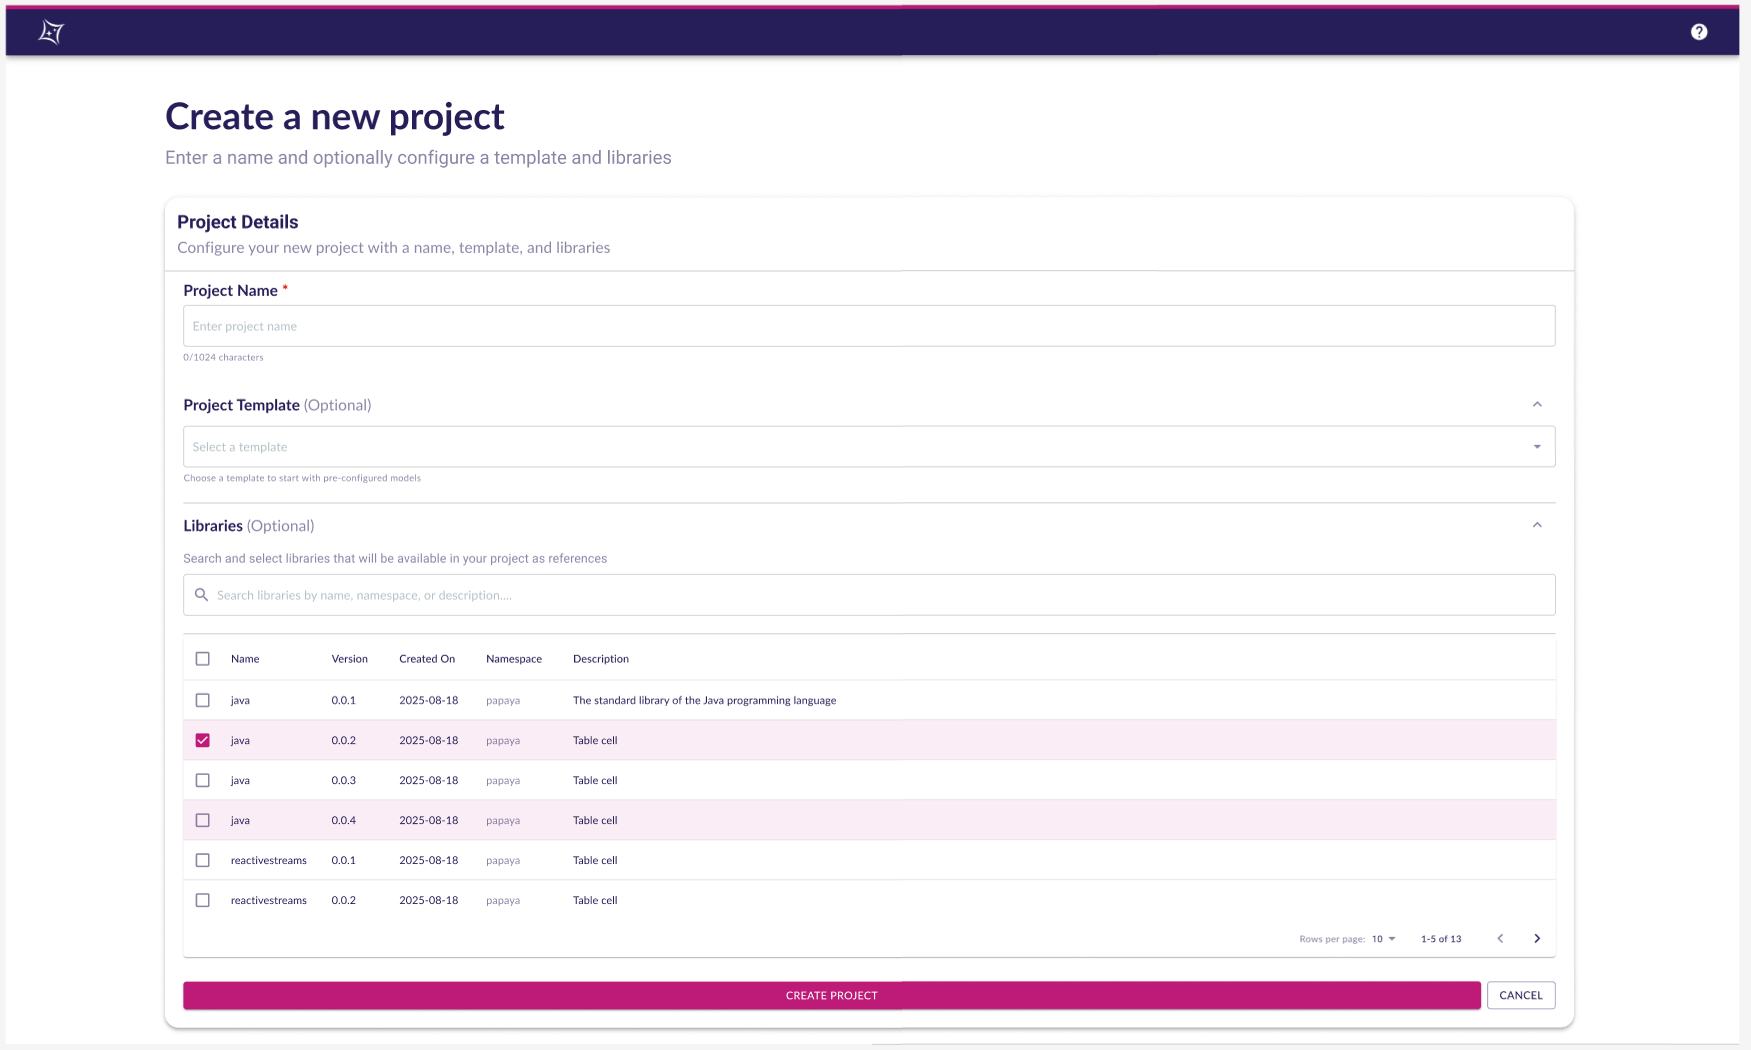 Create a new project
Enter a name and optionally configure a template and libraries
Project Details
Configure your new project with a name, template, and libraries
Project Name *
Enter project name
0/1024 characters
Project Template (Optional)
Select a template
Choose a template to start with pre-configured models
Libraries (Optional)
Search and select libraries that will be available in your project as references
Search libraries by name, namespace, or description....
Name Version Created On Namespace Description
java 0.0.1 2025-08-18 papaya The standard library of the Java programming language
java 0.0.2 2025-08-18 papaya Table cell
java 0.0.3 2025-08-18 papaya Table cell
java 0.0.4 2025-08-18 papaya Table cell
reactivestreams 0.0.1 2025-08-18 papaya Table cell
reactivestreams 0.0.2 2025-08-18 papaya Table cell
Rows per page: 10 1-5 of 13
CREATE PROJECT CANCEL